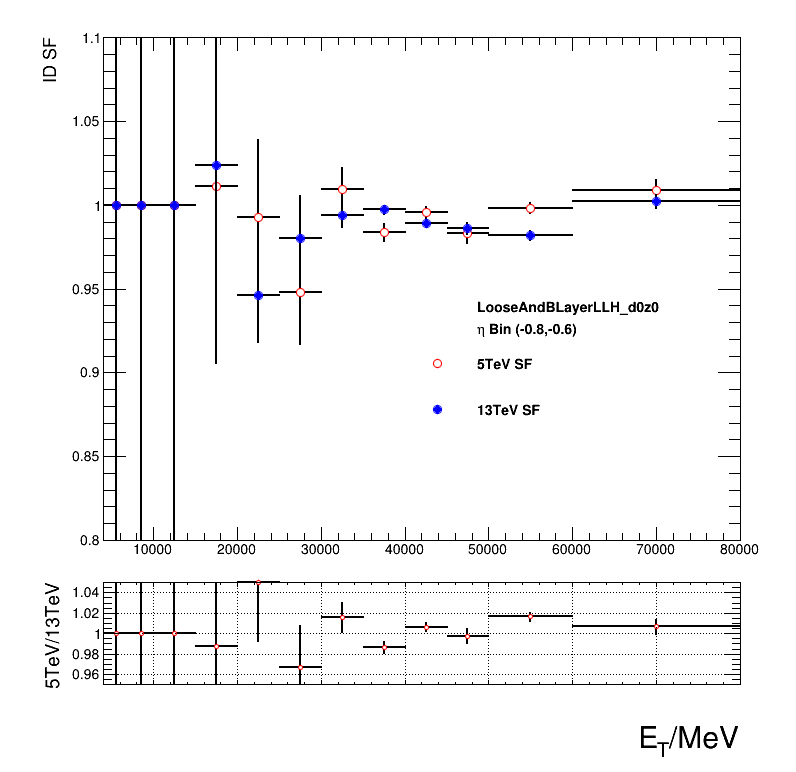 ID SF
1.1
1.05
1
0.95
0.9
0.85
0.8
LooseAndBLayerLLH_d0z0
η Bin (-0.8,-0.6)
5TeV SF
13TeV SF
10000 20000 30000 40000 50000 60000 70000 80000
5TeV/13TeV
1.04
1.02
1
0.98
0.96
E_T/MeV